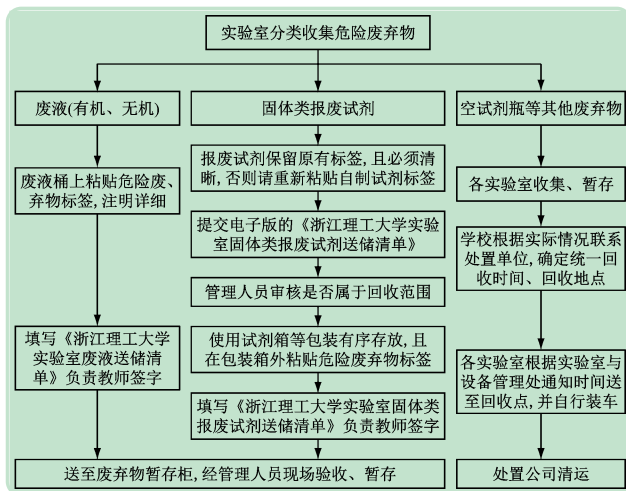 实验室分类收集危险废弃物
废液(有机、无机)
固体类报废试剂
空试剂瓶等其他废弃物
废液桶上粘贴危险废、
弃物标签,注明详细
报废试剂保留原有标签,且必须清
晰,否则请重新粘贴自制试剂标签
各实验室收集、暂存
提交电子版的《浙江理工大学实验
室固体类报废试剂送储清单》
学校根据实际情况联系
处置单位,确定统一回
收时间、回收地点
管理人员审核是否属于回收范围
填写《浙江理工大学
实验室废液送储清
单》负责教师签字
使用试剂箱等包装有序存放,且
在包装箱外粘贴危险废弃物标签
各实验室根据实验室与
设备管理处通知时间送
至回收点,并自行装车
填写《浙江理工大学实验室固体类
报废试剂送储清单》负责教师签字
送至废弃物暂存柜,经管理人员现场验收、暂存
处置公司清运